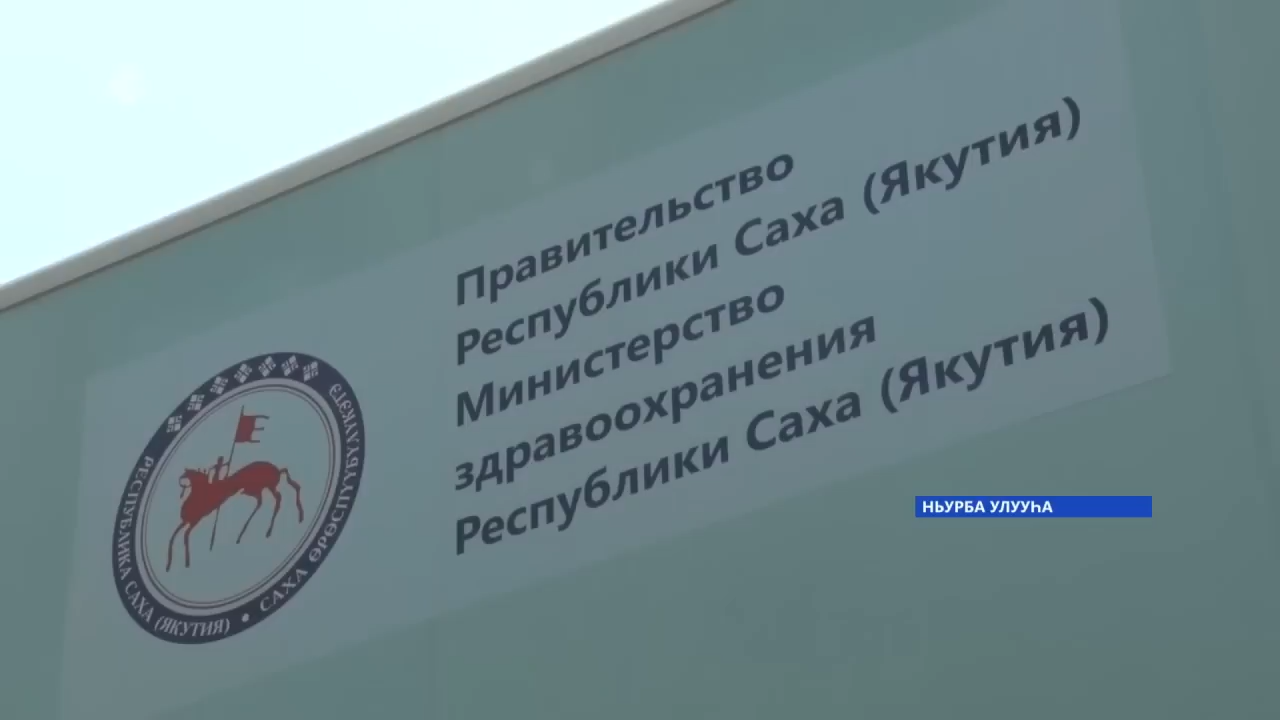 Правительство
Республики Саха (Якутия)
Министерство
здравоохранения
Республики Саха (Якутия)
РЕСПУБЛИКА САХА (ЯКУТИЯ) • САХА ӨРӨСПҮҮБҮЛҮКЭТЭ
НЬУРБА УЛУУҺА